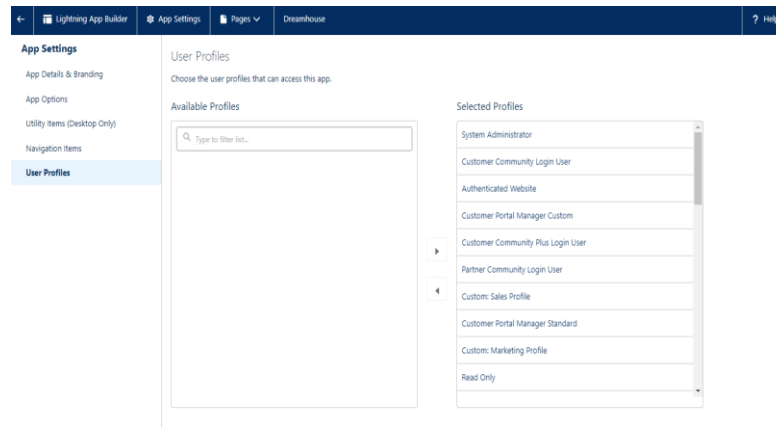 Lightning App Builder App Settings Pages Dreamhouse ? Help
App Settings
App Details & Branding
App Options
Utility Items (Desktop Only)
Navigation Items
User Profiles
User Profiles
Choose the user profiles that can access this app.
Available Profiles
Type to filter list...
Selected Profiles
System Administrator
Customer Community Login User
Authenticated Website
Customer Portal Manager Custom
Customer Community Plus Login User
Partner Community Login User
Custom: Sales Profile
Customer Portal Manager Standard
Custom: Marketing Profile
Read Only